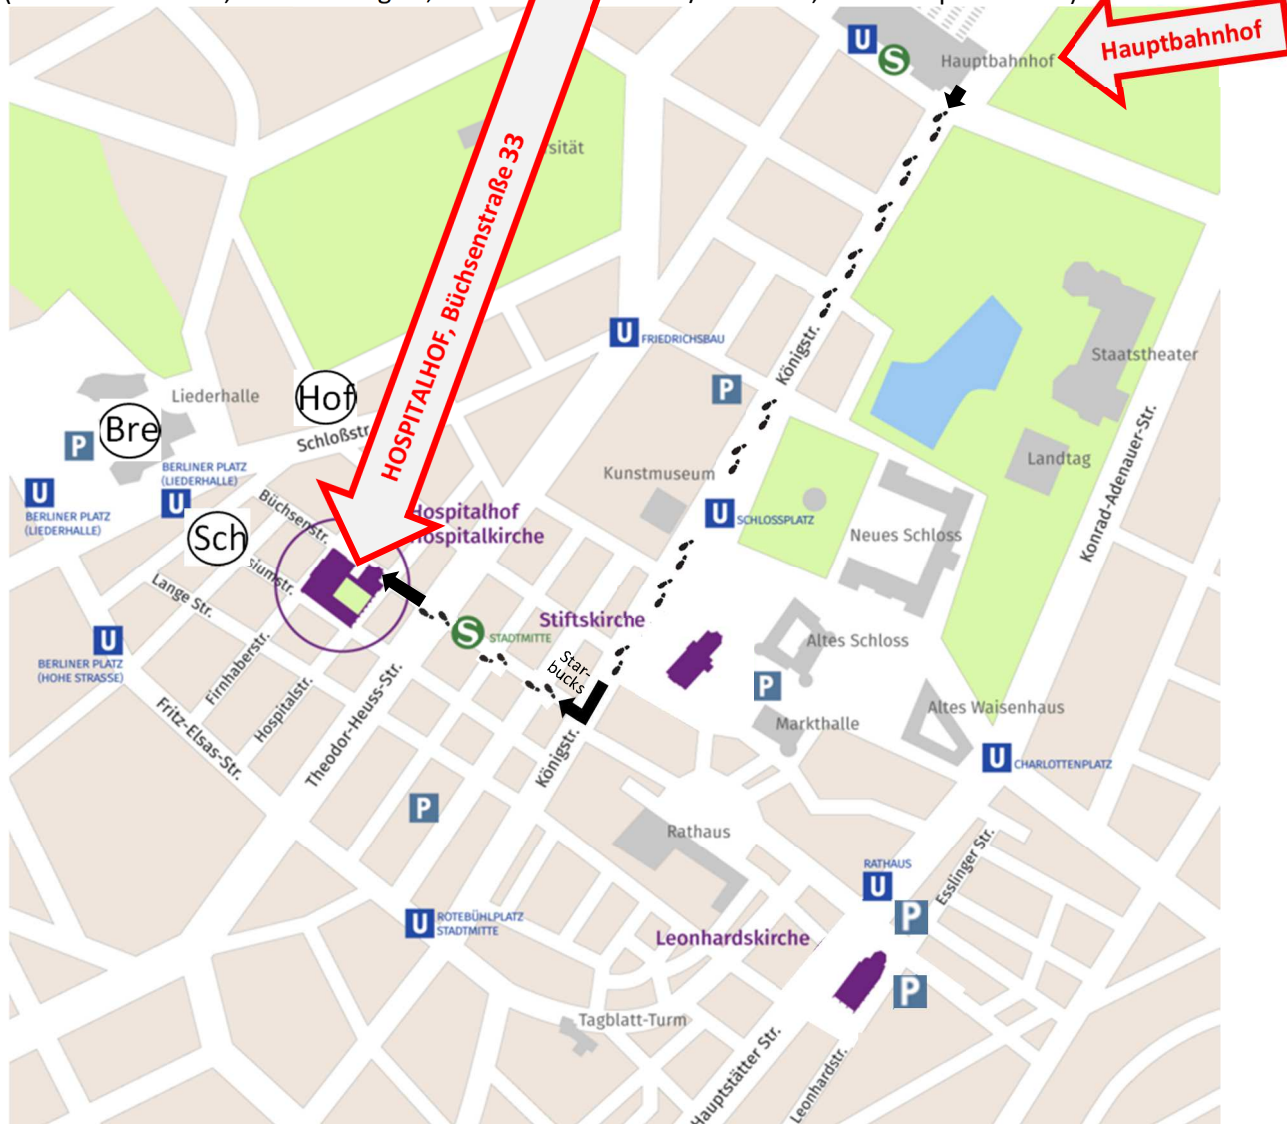 U
S
Hauptbahnhof
Hauptbahnhof
HOSPITALHOF, Büchsenstraße 33
sität
U FRIEDRICHSBAU
Königstr.
P
Staatstheater
Liederhalle
Hof
Bre
P
Schloßstr
Kunstmuseum
Landtag
Konrad-Adenauer-Str.
BERLINER PLATZ
(LIEDERHALLE)
U
U
BERLINER PLATZ
(LIEDERHALLE)
Büchsenstr.
Hospitalhof
Hospitalkirche
U SCHLOSSPLATZ
Neues Schloss
Sch
siumstr.
Lange Str.
S STADTMITTE
Stiftskirche
Star-
bucks
Altes Schloss
U
BERLINER PLATZ
(HOHE STRASSE)
Firnhaberstr.
Hospitalstr.
Theodor-Heuss-Str.
Fritz-Elsas-Str.
P
Markthalle
Altes Waisenhaus
Königstr.
U CHARLOTTENPLATZ
P
Rathaus
RATHAUS
U
Esslinger Str.
P
U ROTEBÜHLPLATZ
STADTMITTE
Leonhardskirche
P
Tagblatt-Turm
Hauptstätter Str.
Leonhardstr.